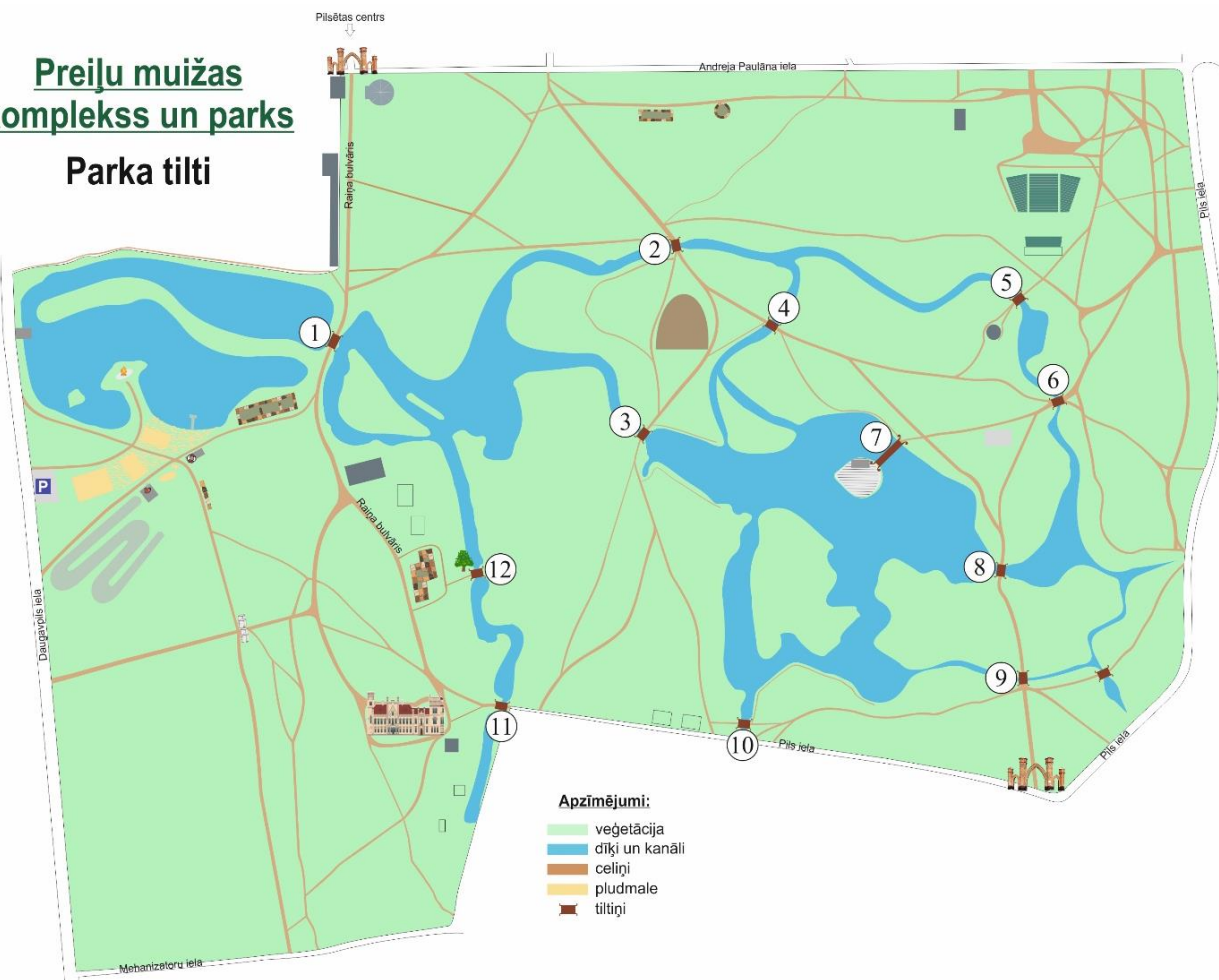 Pilsētas centrs
Preiļu muižas
omplekss un parks
Parka tilti
Andreja Paulāna iela
Raiņa bulvāris
Pils iela
1
2
3
4
5
6
7
8
9
10
11
12
P
Raiņa bulvāris
Daugavpils iela
Pils iela
Pils iela
Mehanizatoru iela
Apzīmējumi:
veģetācija
dīķi un kanāli
celiņi
pludmale
tiltiņi